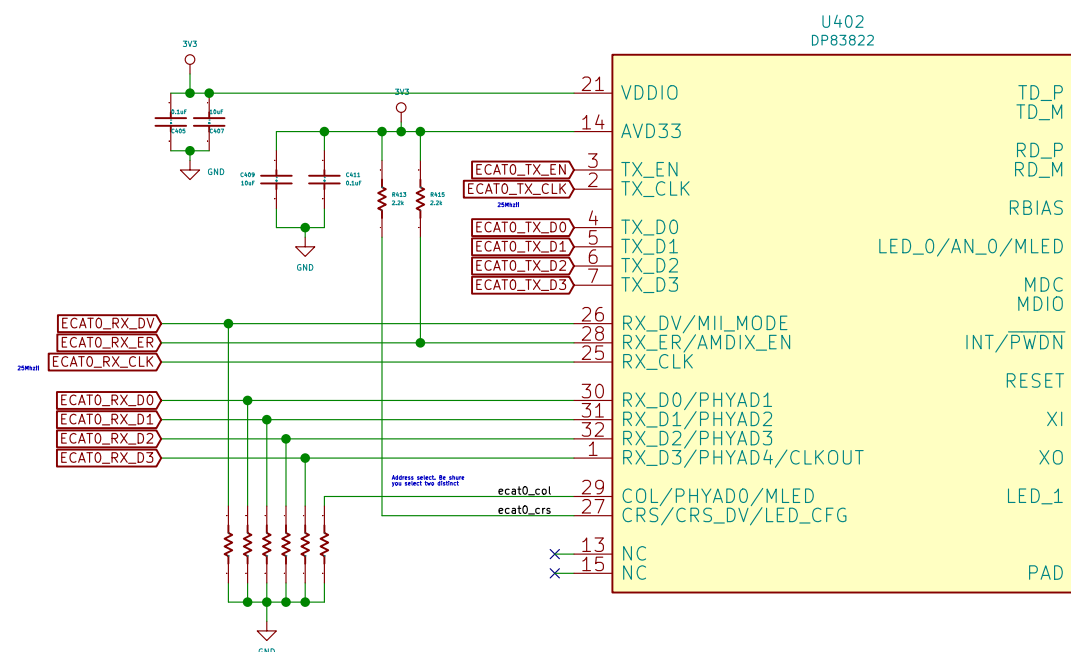 U402
DP83822
3V3
0.1uF
C405
10uF
C407
GND
3V3
C409
10uF
C411
0.1uF
R413
2.2k
R415
2.2k
GND
21 VDDIO
14 AVD33
ECAT0_TX_EN 3 TX_EN
ECAT0_TX_CLK 2 TX_CLK
25MhzII
ECAT0_TX_D0 4 TX_D0
ECAT0_TX_D1 5 TX_D1
ECAT0_TX_D2 6 TX_D2
ECAT0_TX_D3 7 TX_D3
ECAT0_RX_DV 26 RX_DV/MII_MODE
ECAT0_RX_ER 28 RX_ER/AMDIX_EN
ECAT0_RX_CLK 25 RX_CLK
25MhzII
ECAT0_RX_D0 30 RX_D0/PHYAD1
ECAT0_RX_D1 31 RX_D1/PHYAD2
ECAT0_RX_D2 32 RX_D2/PHYAD3
ECAT0_RX_D3 1 RX_D3/PHYAD4/CLKOUT
Address select. Be shure
you select two distinct
ecat0_col 29 COL/PHYAD0/MLED
ecat0_crs 27 CRS/CRS_DV/LED_CFG
13 NC
15 NC
GND
TD_P
TD_M
RD_P
RD_M
RBIAS
LED_0/AN_0/MLED
MDC
MDIO
INT/PWDN
RESET
XI
XO
LED_1
PAD